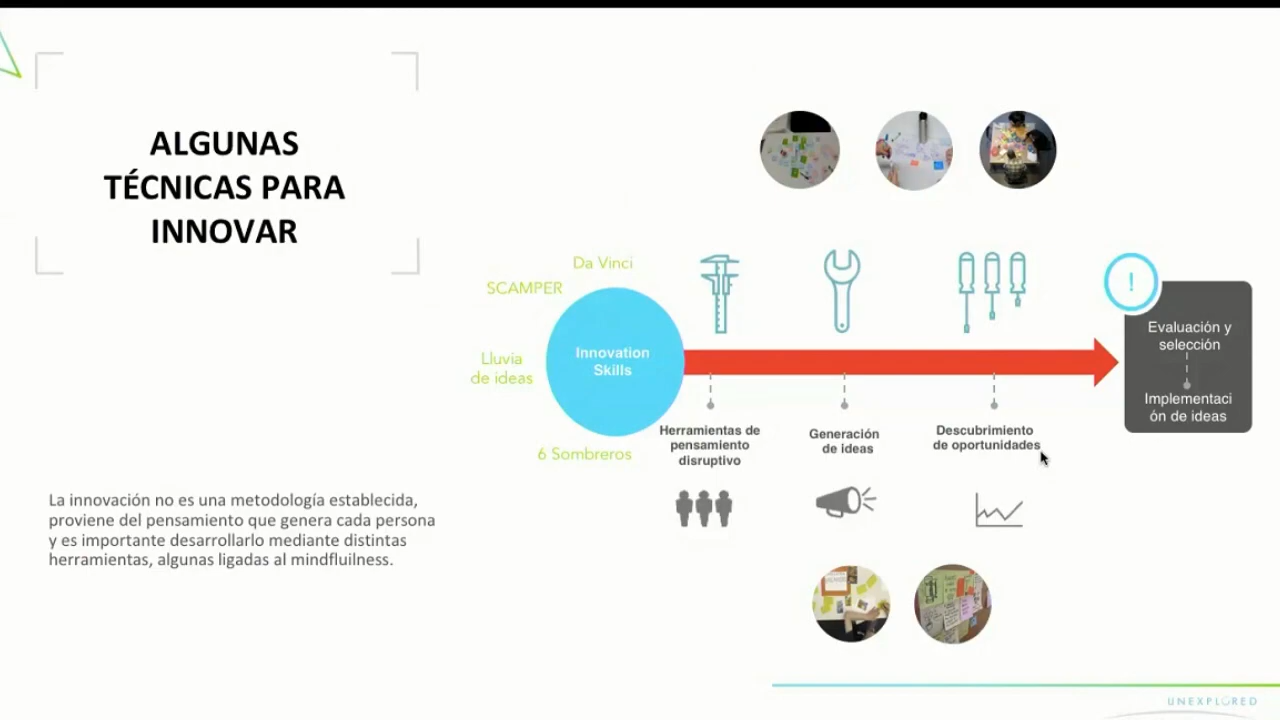 ALGUNAS
TÉCNICAS PARA
INNOVAR
La innovación no es una metodología establecida,
proviene del pensamiento que genera cada persona
y es importante desarrollarlo mediante distintas
herramientas, algunas ligadas al mindfluilness.
Da Vinci
SCAMPER
Lluvia
de ideas
6 Sombreros
Innovation
Skills
Herramientas de
pensamiento
disruptivo
Generación
de ideas
Descubrimiento
de oportunidades
!
Evaluación y
selección
Implementaci
ón de ideas
UNEXPLORED